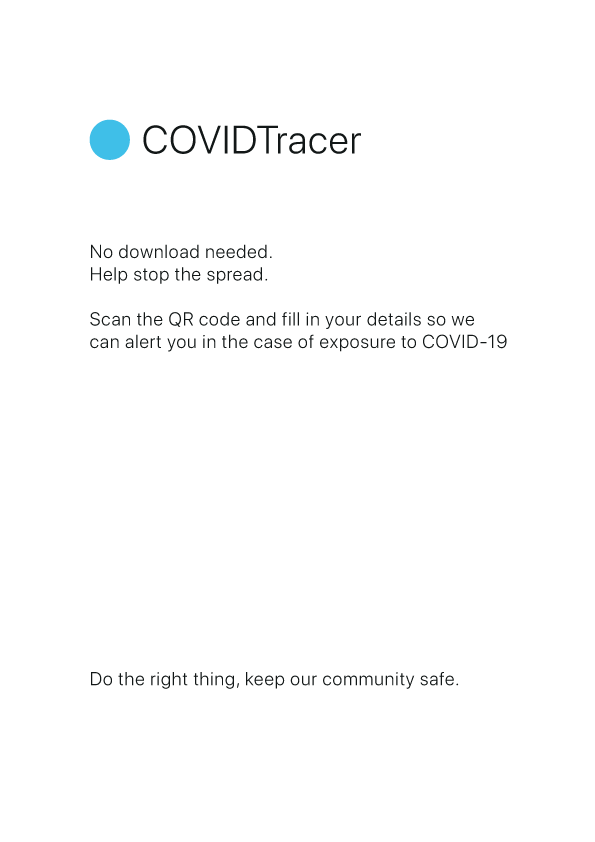 COVIDTracer
No download needed.
Help stop the spread.
Scan the QR code and fill in your details so we
can alert you in the case of exposure to COVID-19
Do the right thing, keep our community safe.